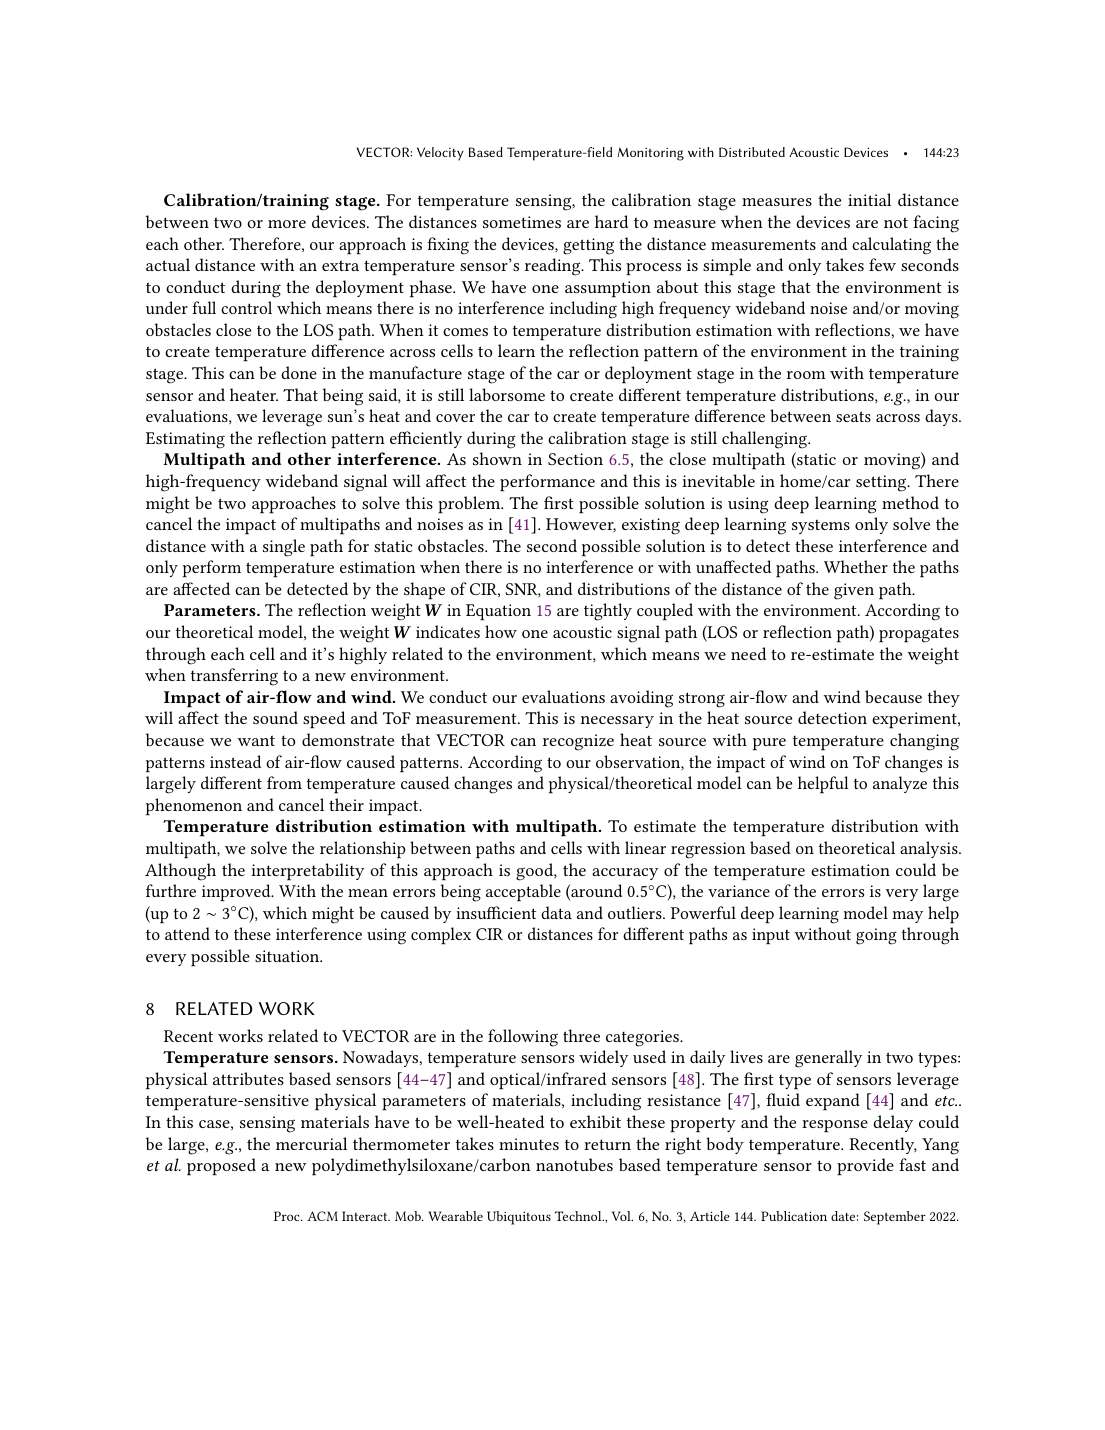 VECTOR: Velocity Based Temperature-field Monitoring with Distributed Acoustic Devices • 144:23
Calibration/training stage. For temperature sensing, the calibration stage measures the initial distance
between two or more devices. The distances sometimes are hard to measure when the devices are not facing
each other. Therefore, our approach is fixing the devices, getting the distance measurements and calculating the
actual distance with an extra temperature sensor's reading. This process is simple and only takes few seconds
to conduct during the deployment phase. We have one assumption about this stage that the environment is
under full control which means there is no interference including high frequency wideband noise and/or moving
obstacles close to the LOS path. When it comes to temperature distribution estimation with reflections, we have
to create temperature difference across cells to learn the reflection pattern of the environment in the training
stage. This can be done in the manufacture stage of the car or deployment stage in the room with temperature
sensor and heater. That being said, it is still laborsome to create different temperature distributions, e.g., in our
evaluations, we leverage sun's heat and cover the car to create temperature difference between seats across days.
Estimating the reflection pattern efficiently during the calibration stage is still challenging.
Multipath and other interference. As shown in Section 6.5, the close multipath (static or moving) and
high-frequency wideband signal will affect the performance and this is inevitable in home/car setting. There
might be two approaches to solve this problem. The first possible solution is using deep learning method to
cancel the impact of multipaths and noises as in [41]. However, existing deep learning systems only solve the
distance with a single path for static obstacles. The second possible solution is to detect these interference and
only perform temperature estimation when there is no interference or with unaffected paths. Whether the paths
are affected can be detected by the shape of CIR, SNR, and distributions of the distance of the given path.
Parameters. The reflection weight W in Equation 15 are tightly coupled with the environment. According to
our theoretical model, the weight W indicates how one acoustic signal path (LOS or reflection path) propagates
through each cell and it's highly related to the environment, which means we need to re-estimate the weight
when transferring to a new environment.
Impact of air-flow and wind. We conduct our evaluations avoiding strong air-flow and wind because they
will affect the sound speed and ToF measurement. This is necessary in the heat source detection experiment,
because we want to demonstrate that VECTOR can recognize heat source with pure temperature changing
patterns instead of air-flow caused patterns. According to our observation, the impact of wind on ToF changes is
largely different from temperature caused changes and physical/theoretical model can be helpful to analyze this
phenomenon and cancel their impact.
Temperature distribution estimation with multipath. To estimate the temperature distribution with
multipath, we solve the relationship between paths and cells with linear regression based on theoretical analysis.
Although the interpretability of this approach is good, the accuracy of the temperature estimation could be
furthre improved. With the mean errors being acceptable (around 0.5°C), the variance of the errors is very large
(up to 2 ∼ 3°C), which might be caused by insufficient data and outliers. Powerful deep learning model may help
to attend to these interference using complex CIR or distances for different paths as input without going through
every possible situation.
8 RELATED WORK
Recent works related to VECTOR are in the following three categories.
Temperature sensors. Nowadays, temperature sensors widely used in daily lives are generally in two types:
physical attributes based sensors [44–47] and optical/infrared sensors [48]. The first type of sensors leverage
temperature-sensitive physical parameters of materials, including resistance [47], fluid expand [44] and etc..
In this case, sensing materials have to be well-heated to exhibit these property and the response delay could
be large, e.g., the mercurial thermometer takes minutes to return the right body temperature. Recently, Yang
et al. proposed a new polydimethylsiloxane/carbon nanotubes based temperature sensor to provide fast and
Proc. ACM Interact. Mob. Wearable Ubiquitous Technol., Vol. 6, No. 3, Article 144. Publication date: September 2022.